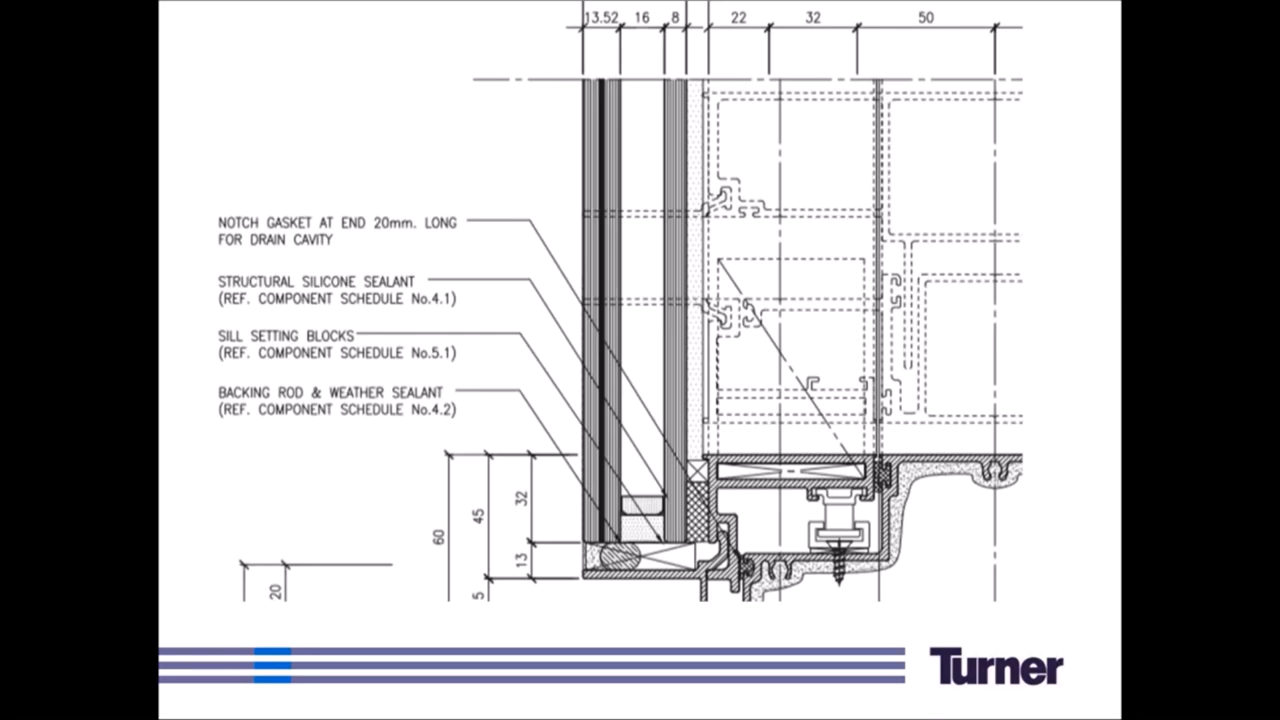 13.52 16 8 22 32 50
NOTCH GASKET AT END 20mm. LONG
FOR DRAIN CAVITY
STRUCTURAL SILICONE SEALANT
(REF. COMPONENT SCHEDULE No.4.1)
SILL SETTING BLOCKS
(REF. COMPONENT SCHEDULE No.5.1)
BACKING ROD & WEATHER SEALANT
(REF. COMPONENT SCHEDULE No.4.2)
60
45
32
13
20
5
Turner